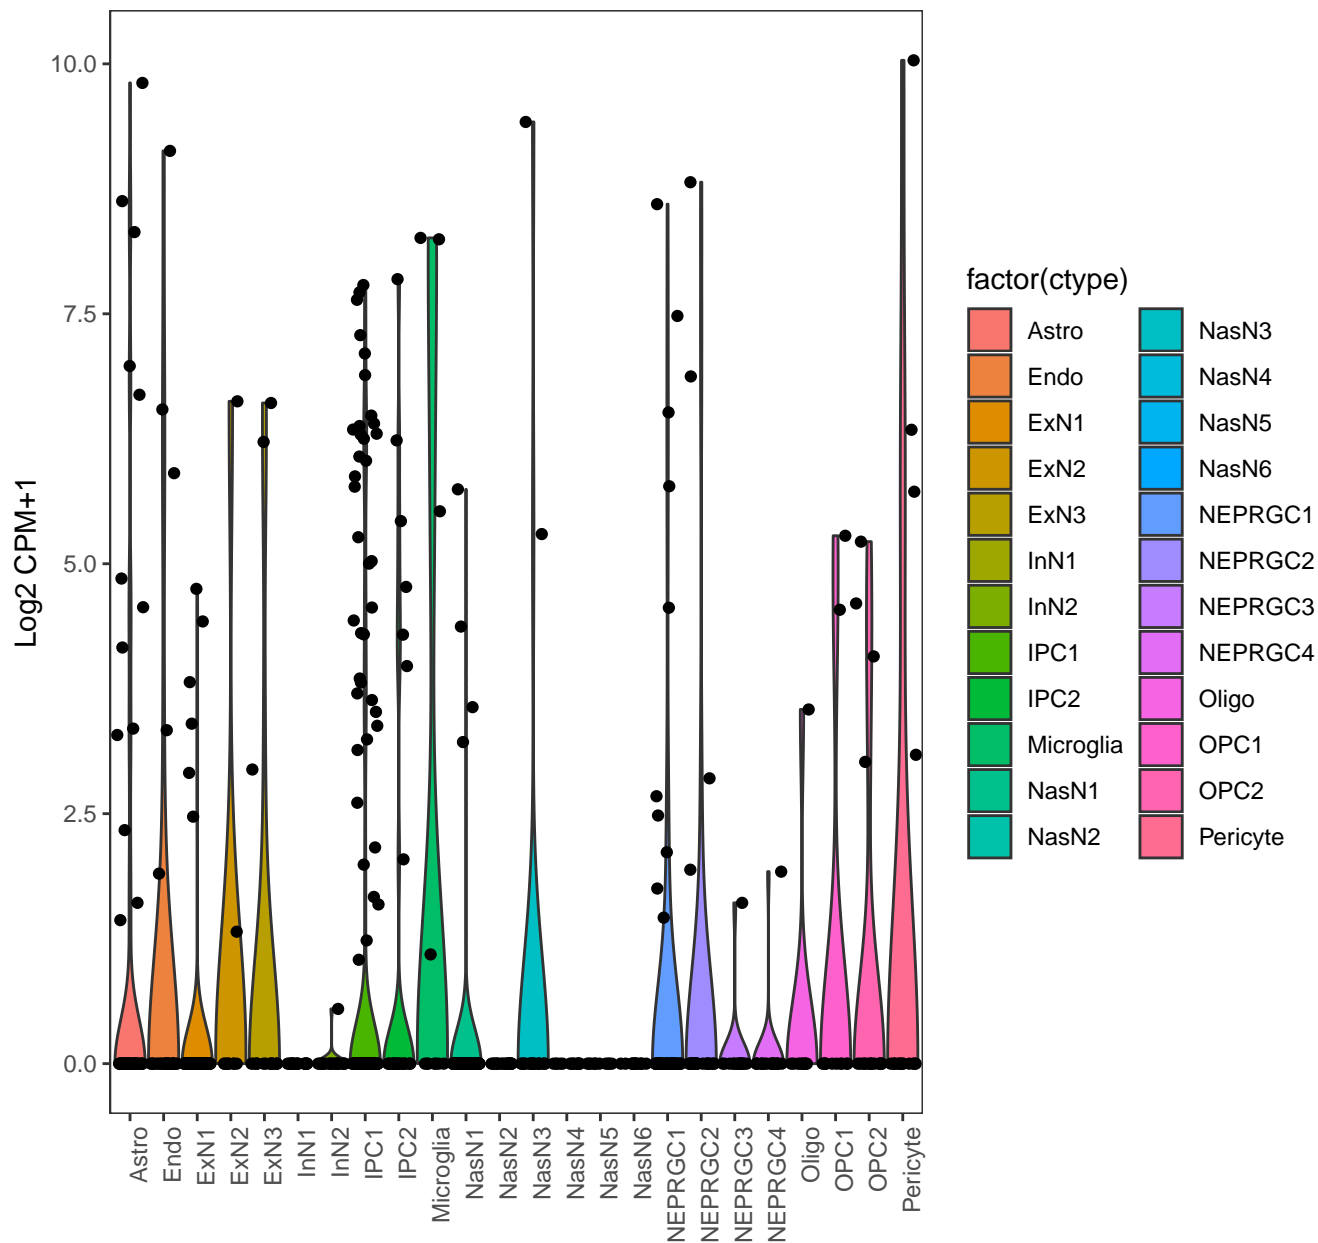 10.0
7.5
5.0
2.5
0.0
Log2 CPM+1
Astro
Endo
ExN1
ExN2
ExN3
InN1
InN2
IPC1
IPC2
Microglia
NasN1
NasN2
NasN3
NasN4
NasN5
NasN6
NEPRGC1
NEPRGC2
NEPRGC3
NEPRGC4
Oligo
OPC1
OPC2
Pericyte
factor(ctype)
Astro
Endo
ExN1
ExN2
ExN3
InN1
InN2
IPC1
IPC2
Microglia
NasN1
NasN2
NasN3
NasN4
NasN5
NasN6
NEPRGC1
NEPRGC2
NEPRGC3
NEPRGC4
Oligo
OPC1
OPC2
Pericyte